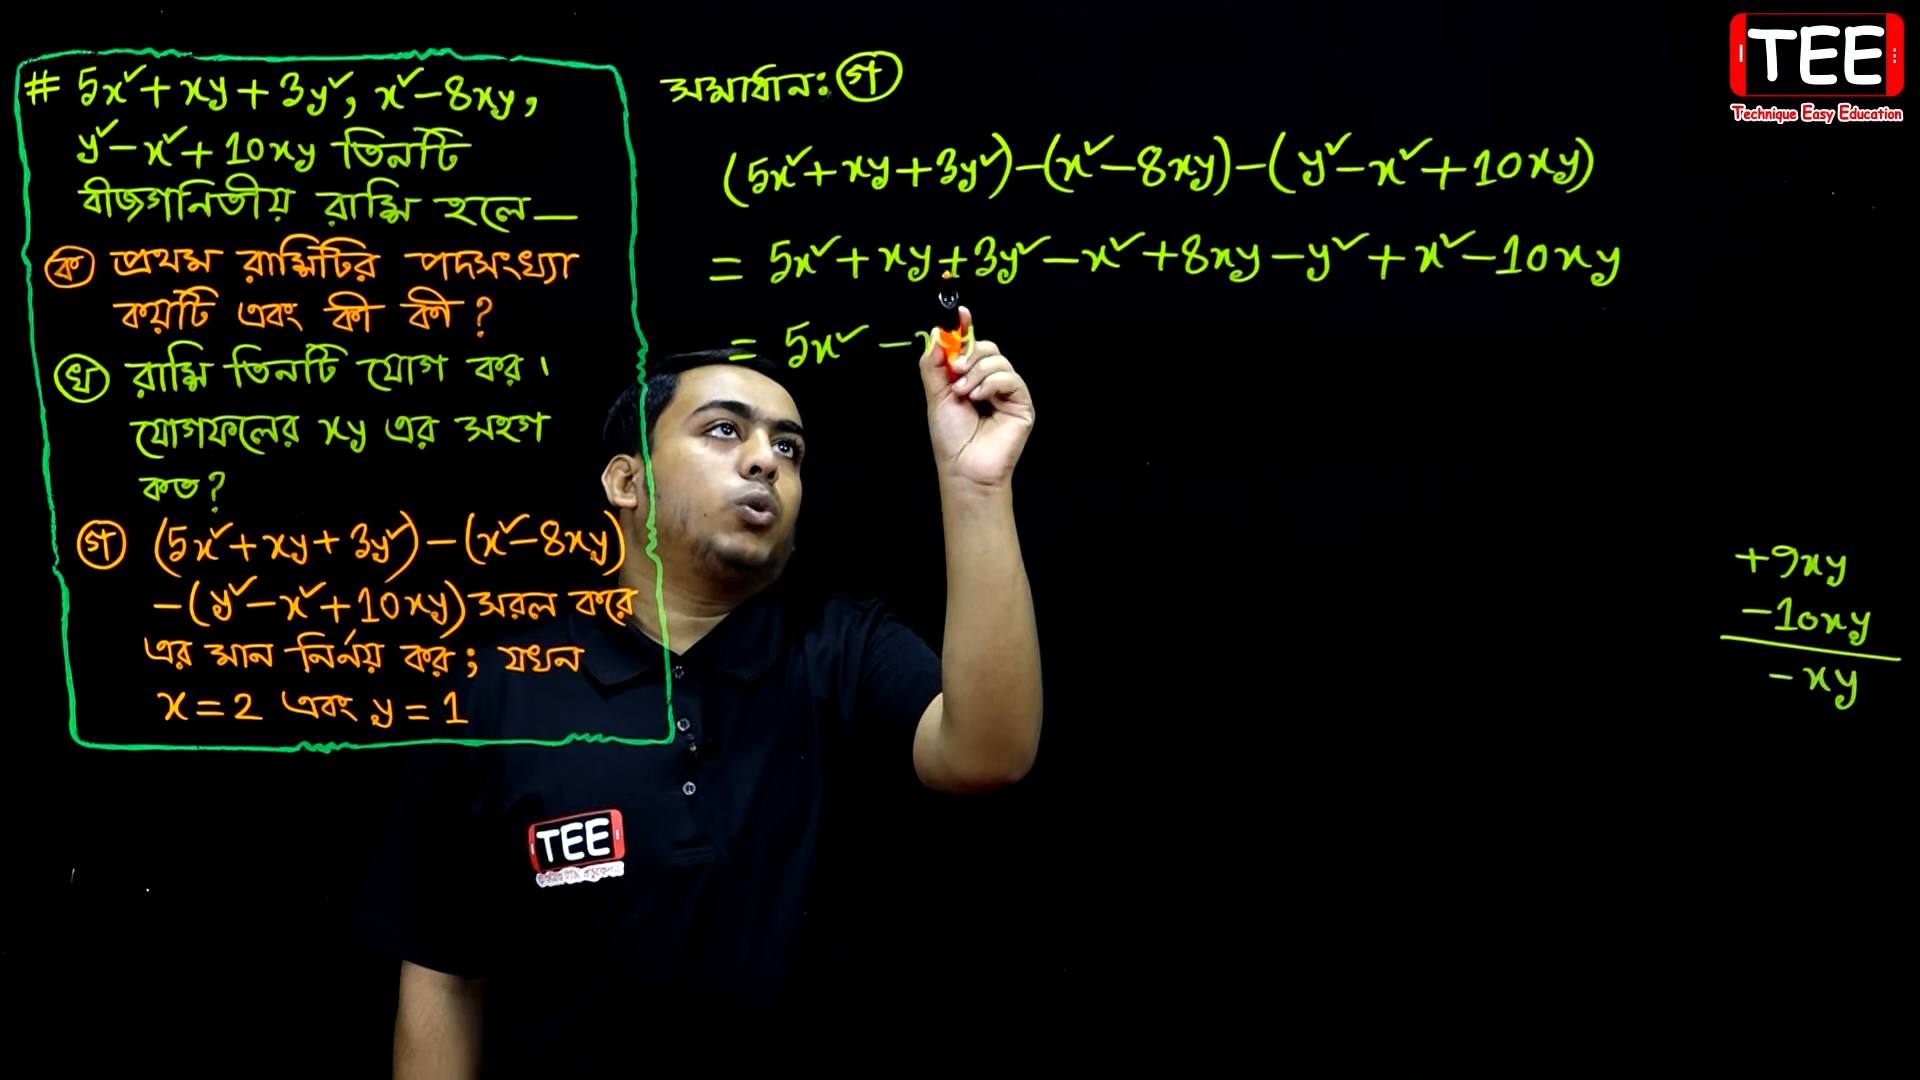 # 5x² + xy + 3y², x² - 8xy,
y² - x² + 10xy তিনটি
বীজগনিতীয় রাশি হলে—
ক প্রথম রাশিটির পদসংখ্যা
কয়টি এবং কী কী?
খ রাশি তিনটি যোগ কর।
যোগফলের xy এর সহগ
কত?
গ (5x² + xy + 3y²) - (x² - 8xy)
- (y² - x² + 10xy) সরল করে
এর মান নির্নয় কর; যখন
x = 2 এবং y = 1
সমাধান: গ
(5x² + xy + 3y²) - (x² - 8xy) - (y² - x² + 10xy)
= 5x² + xy + 3y² - x² + 8xy - y² + x² - 10xy
= 5x² - xy
+9xy
-10xy
- xy
TEE
Technique Easy Education
TEE